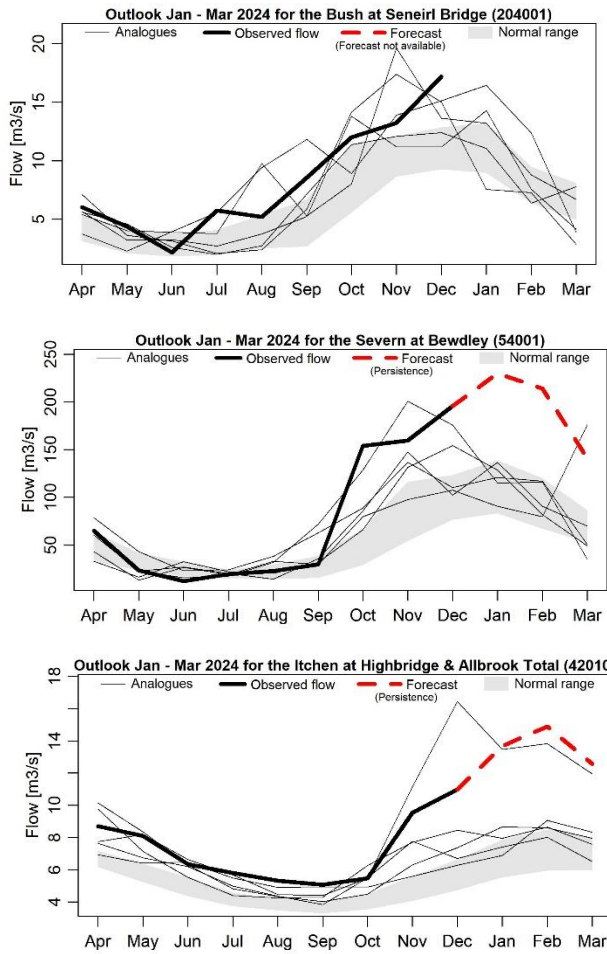 Outlook Jan - Mar 2024 for the Bush at Seneirl Bridge (204001)
Analogues Observed flow Forecast Normal range
(Forecast not available)
Flow [m3/s]
20
15
10
5
Apr May Jun Jul Aug Sep Oct Nov Dec Jan Feb Mar
Outlook Jan - Mar 2024 for the Severn at Bewdley (54001)
Analogues Observed flow Forecast Normal range
(Persistence)
Flow [m3/s]
250
200
150
100
50
Apr May Jun Jul Aug Sep Oct Nov Dec Jan Feb Mar
Outlook Jan - Mar 2024 for the Itchen at Highbridge & Allbrook Total (42010
Analogues Observed flow Forecast Normal range
(Persistence)
Flow [m3/s]
18
14
10
8
6
4
Apr May Jun Jul Aug Sep Oct Nov Dec Jan Feb Mar